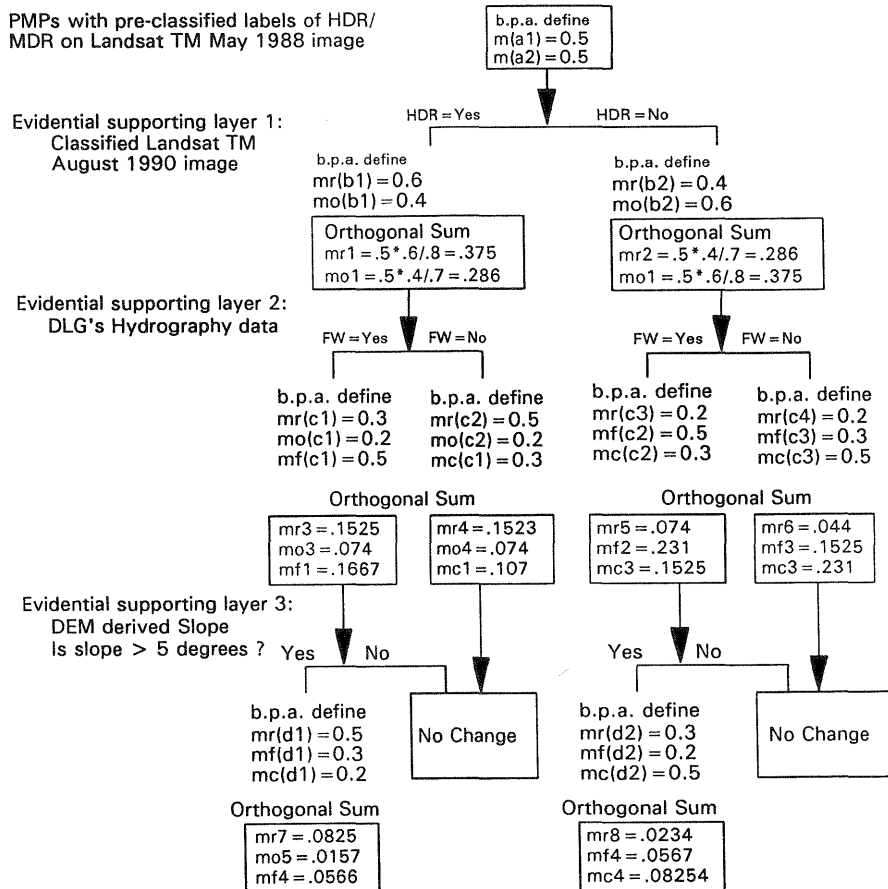 PMPs with pre-classified labels of HDR/
MDR on Landsat TM May 1988 image
b.p.a. define
m(a1)=0.5
m(a2)=0.5
HDR=Yes
HDR=No
Evidential supporting layer 1:
Classified Landsat TM
August 1990 image
b.p.a. define
mr(b1)=0.6
mo(b1)=0.4
b.p.a. define
mr(b2)=0.4
mo(b2)=0.6
Orthogonal Sum
mr1=.5*.6/.8=.375
mo1=.5*.4/.7=.286
Orthogonal Sum
mr2=.5*.4/.7=.286
mo1=.5*.6/.8=.375
Evidential supporting layer 2:
DLG's Hydrography data
FW=Yes
FW=No
FW=Yes
FW=No
b.p.a. define
mr(c1)=0.3
mo(c1)=0.2
mf(c1)=0.5
b.p.a. define
mr(c2)=0.5
mo(c2)=0.2
mc(c1)=0.3
b.p.a. define
mr(c3)=0.2
mf(c2)=0.5
mc(c2)=0.3
b.p.a. define
mr(c4)=0.2
mf(c3)=0.3
mc(c3)=0.5
Orthogonal Sum
Orthogonal Sum
mr3=.1525
mo3=.074
mf1=.1667
mr4=.1523
mo4=.074
mc1=.107
mr5=.074
mf2=.231
mc3=.1525
mr6=.044
mf3=.1525
mc3=.231
Evidential supporting layer 3:
DEM derived Slope
Is slope > 5 degrees ?
Yes
No
Yes
No
b.p.a. define
mr(d1)=0.5
mf(d1)=0.3
mc(d1)=0.2
No Change
b.p.a. define
mr(d2)=0.3
mf(d2)=0.2
mc(d2)=0.5
No Change
Orthogonal Sum
mr7=.0825
mo5=.0157
mf4=.0566
Orthogonal Sum
mr8=.0234
mf4=.0567
mc4=.08254